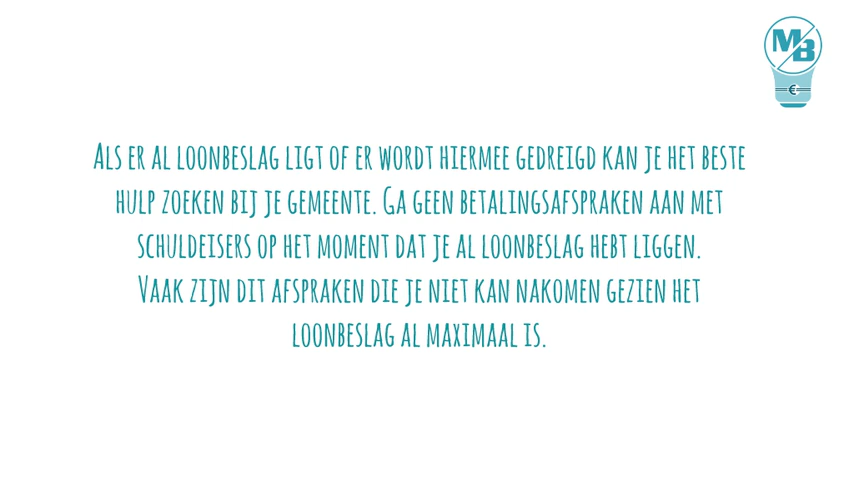 M/B
€
Als er al loonbeslag ligt of er wordt hiermee gedreigd kan je het beste
hulp zoeken bij je gemeente. Ga geen betalingsafspraken aan met
schuldeisers op het moment dat je al loonbeslag hebt liggen.
Vaak zijn dit afspraken die je niet kan nakomen gezien het
loonbeslag al maximaal is.